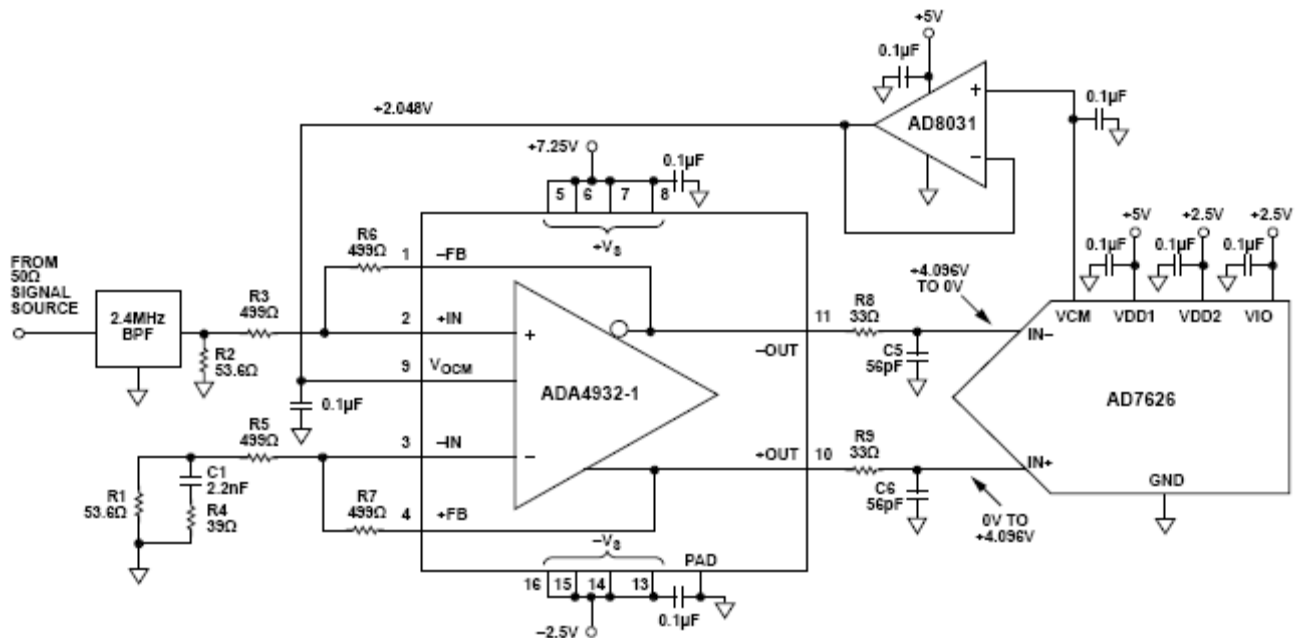 +5V
0.1µF
+
AD8031
−
0.1µF
+2.048V
+7.25V
0.1µF
5 6 7 8
+VS
+5V
+2.5V
+2.5V
0.1µF
0.1µF
0.1µF
FROM
50Ω
SIGNAL
SOURCE
2.4MHz
BPF
R2
53.6Ω
R3
499Ω
R6
499Ω
1
−FB
2
+IN
+
9
VOCM
0.1µF
ADA4932-1
R5
499Ω
3
−IN
−
R1
53.6Ω
C1
2.2nF
R4
39Ω
R7
499Ω
4
+FB
11
−OUT
R8
33Ω
C5
56pF
+4.096V
TO 0V
VCM
VDD1
VDD2
VIO
IN−
AD7626
+OUT
10
R9
33Ω
C6
56pF
IN+
GND
0V TO
+4.096V
−VS
PAD
16 15 14 13
0.1µF
−2.5V